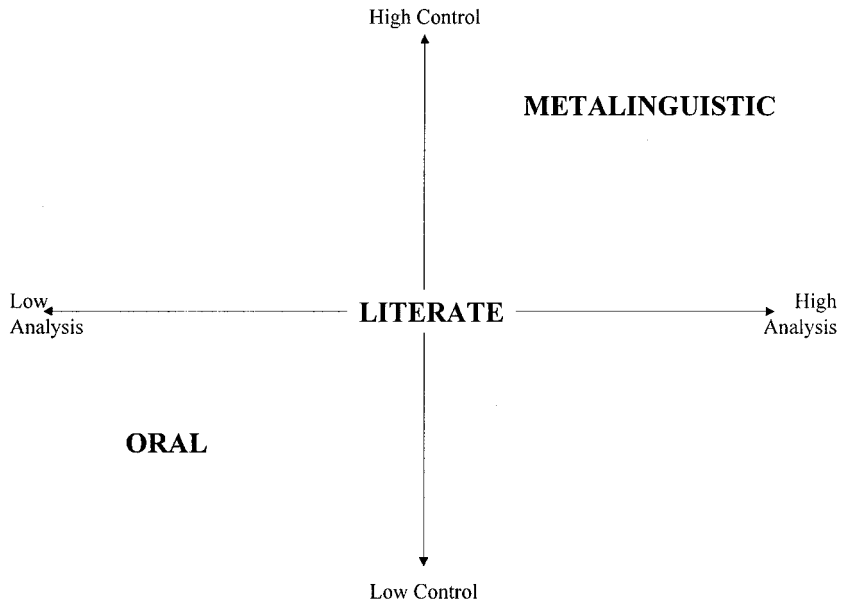 High Control
METALINGUISTIC
Low
Analysis
LITERATE
High
Analysis
ORAL
Low Control